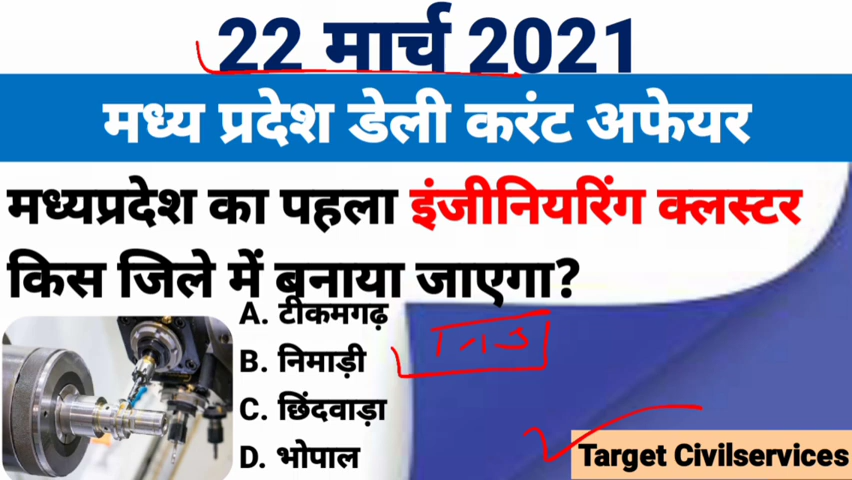 22 मार्च 2021
मध्य प्रदेश डेली करंट अफेयर
मध्यप्रदेश का पहला इंजीनियरिंग क्लस्टर
किस जिले में बनाया जाएगा?
A. टीकमगढ़
B. निमाड़ी
C. छिंदवाड़ा
D. भोपाल
Target Civilservices